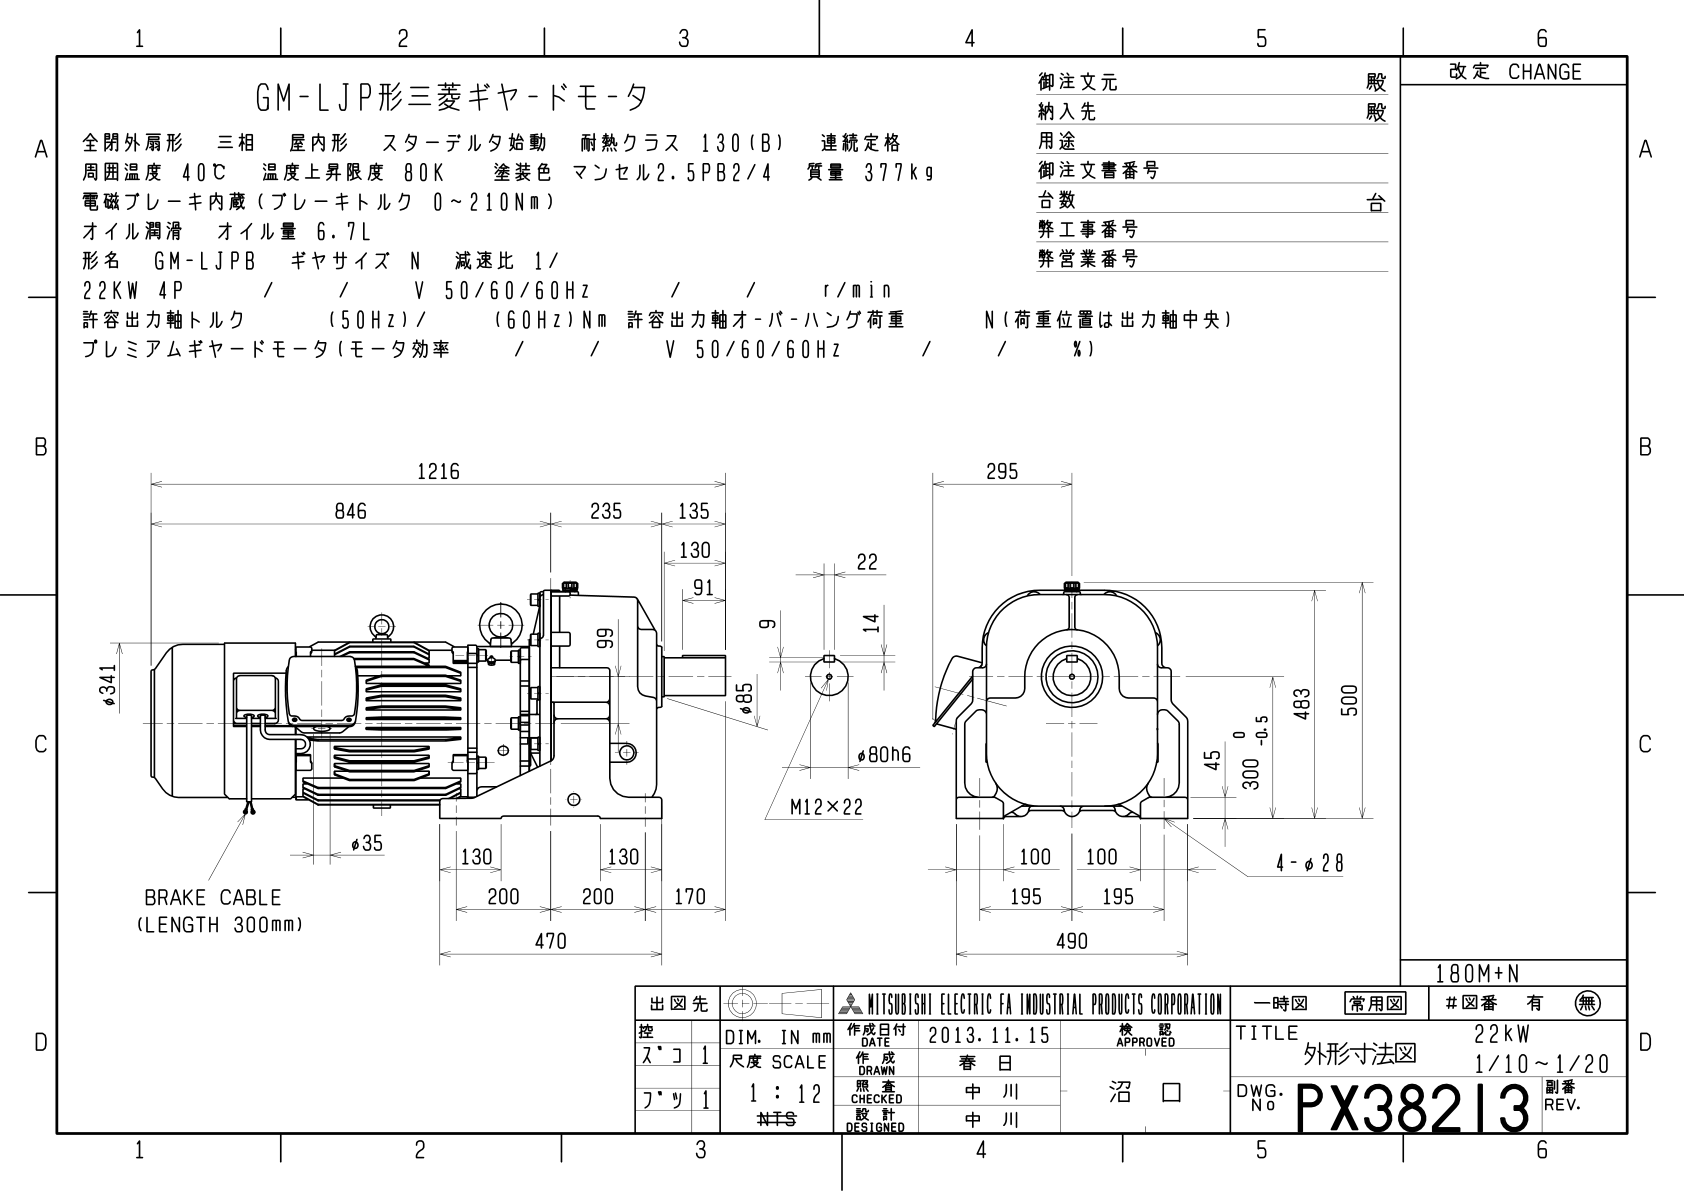 1 2 3 4 5 6
改定 CHANGE
GM-LJP形三菱ギヤードモータ
全閉外扇形 三相 屋内形 スターデルタ始動 耐熱クラス 130(B) 連続定格
周囲温度 40℃ 温度上昇限度 80K 塗装色 マンセル2.5PB2/4 質量 377kg
電磁ブレーキ内蔵(ブレーキトルク 0~210Nm)
オイル潤滑 オイル量 6.7L
形名 GM-LJPB ギヤサイズ N 減速比 1/
22KW 4P / / V 50/60/60Hz / / r/min
許容出力軸トルク (50Hz)/ (60Hz)Nm 許容出力軸オーバーハング荷重 N(荷重位置は出力軸中央)
プレミアムギヤードモータ(モータ効率 / / V 50/60/60Hz / / %)
御注文元 殿
納入先 殿
用途
御注文書番号
台数 台
弊工事番号
弊営業番号
A A
B B
C C
D D
1216
846 235 135
130
91
99
φ341
φ85
φ35
130 130
200 200 170
470
BRAKE CABLE
(LENGTH 300mm)
22
9
14
φ80h6
M12×22
295
483
500
45
300 0 -0.5
4-φ28
100 100
195 195
490
180M+N
出図先
MITSUBISHI ELECTRIC FA INDUSTRIAL PRODUCTS CORPORATION
一時図 常用図 #図番 有 無
控
ズコ 1
ブツ 1
DIM. IN mm
尺度 SCALE
1 : 12
NTS
作成日付 DATE 2013.11.15
作成 DRAWN 春日
照査 CHECKED 中川
設計 DESIGNED 中川
検認 APPROVED
沼口
TITLE 22kW
外形寸法図 1/10~1/20
DWG. No PX38213 副番 REV.
1 2 3 4 5 6